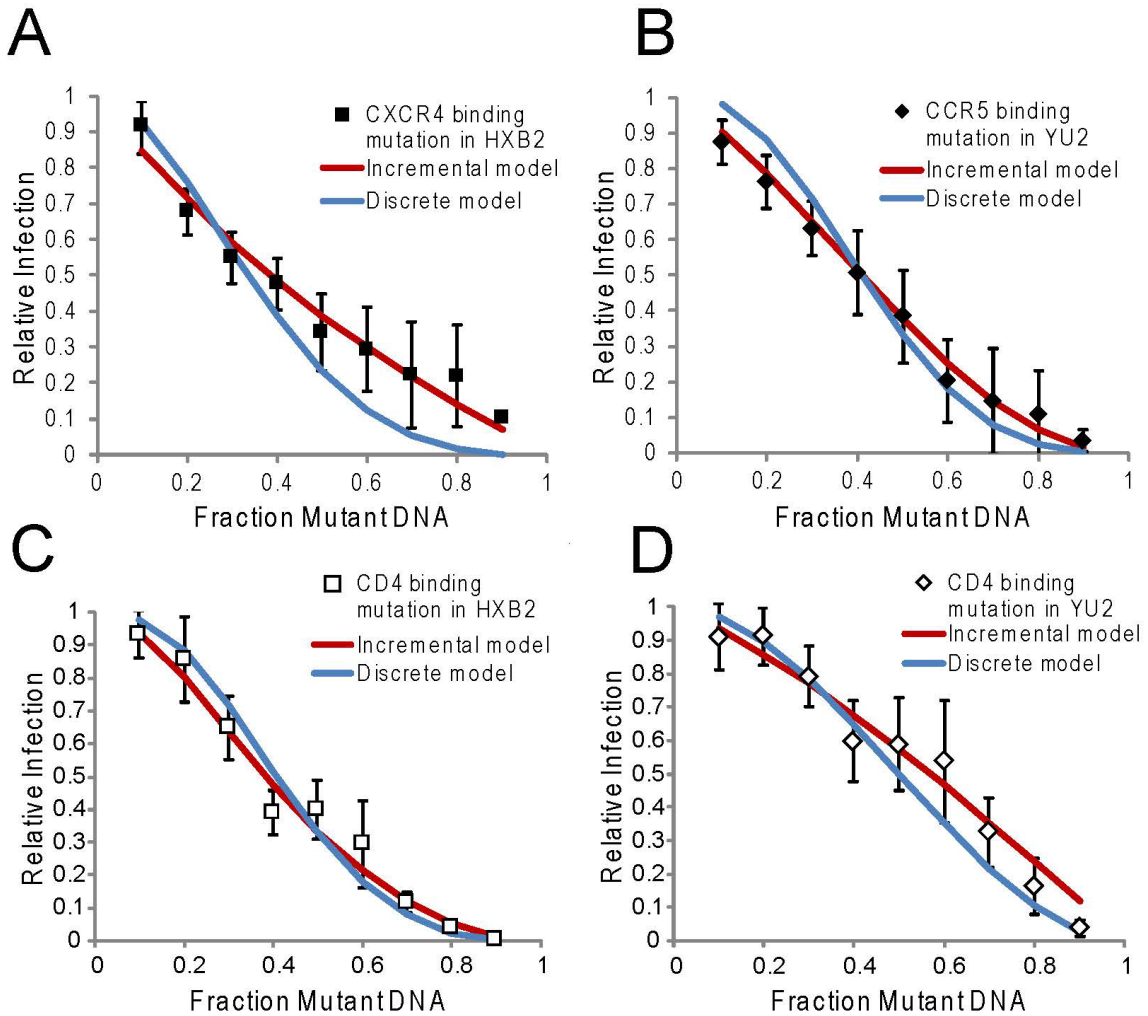 A
CXCR4 binding
mutation in HXB2
Incremental model
Discrete model
1
0.9
0.8
0.7
0.6
0.5
0.4
0.3
0.2
0.1
0
Relative Infection
0
0.2
0.4
0.6
0.8
1
Fraction Mutant DNA
B
CCR5 binding
mutation in YU2
Incremental model
Discrete model
1
0.9
0.8
0.7
0.6
0.5
0.4
0.3
0.2
0.1
0
Relative Infection
0
0.2
0.4
0.6
0.8
1
Fraction Mutant DNA
C
CD4 binding
mutation in HXB2
Incremental model
Discrete model
1
0.9
0.8
0.7
0.6
0.5
0.4
0.3
0.2
0.1
0
Relative Infection
0
0.2
0.4
0.6
0.8
1
Fraction Mutant DNA
D
CD4 binding
mutation in YU2
Incremental model
Discrete model
1
0.9
0.8
0.7
0.6
0.5
0.4
0.3
0.2
0.1
0
Relative Infection
0
0.2
0.4
0.6
0.8
1
Fraction Mutant DNA